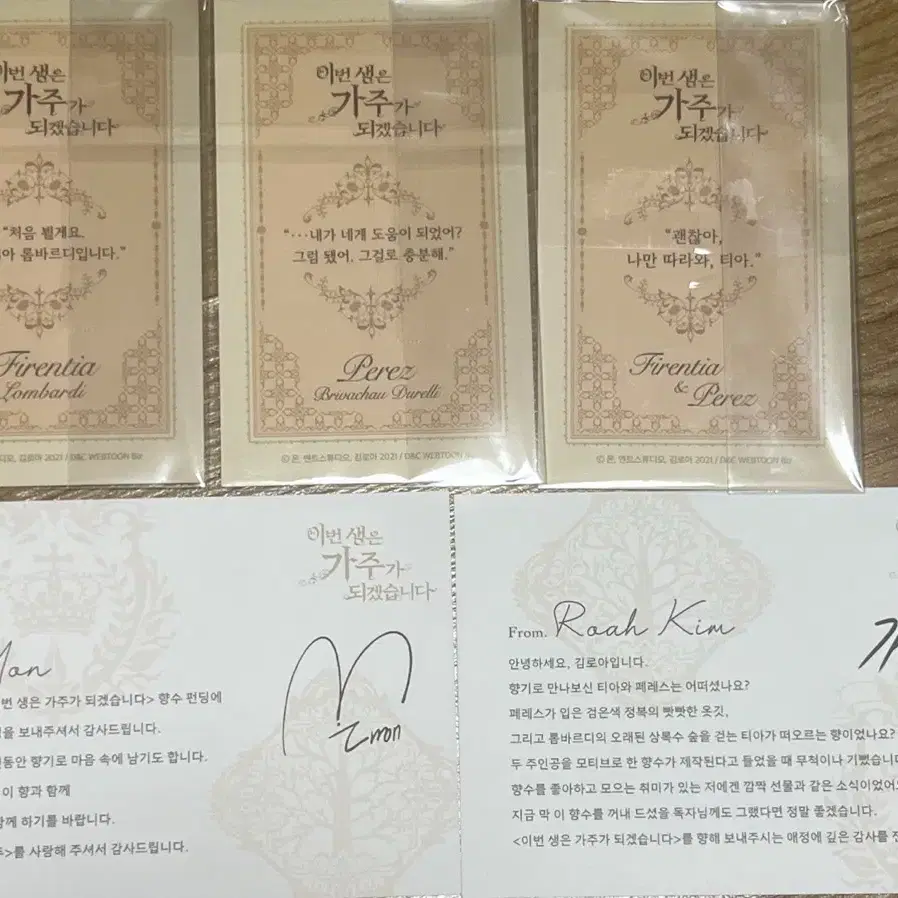 이번 생은
가주가
되겠습니다
"처음 뵐게요.
아 롬바르디입니다."
Firentia
Lombardi
디오, 김로아 2021 / D&C WEBTOON Biz
이번 생은
가주가
되겠습니다
"…내가 네게 도움이 되었어?
그럼 됐어, 그걸로 충분해."
Perez
Brivachau Durelli
© 몬, 앤트스튜디오, 김로아 2021 / D&C WEBTOON Biz
이번 생은
가주가
되겠습니다
"괜찮아,
나만 따라와, 티아."
Firentia
& Perez
© 몬, 앤트스튜디오, 김로아 2021 / D&C WEBTOON Biz
이번 생은
가주가
되겠습니다
Mon
번 생은 가주가 되겠습니다> 향수 펀딩에
을 보내주셔서 감사드립니다.
동안 향기로 마음 속에 남기도 합니다.
이 향과 함께
함께 하기를 바랍니다.
>를 사랑해 주셔서 감사드립니다.
mon
From. Roah Kim
안녕하세요, 김로아입니다.
향기로 만나보신 티아와 페레스는 어떠셨나요?
페레스가 입은 검은색 정복의 빳빳한 옷깃,
그리고 롬바르디의 오래된 상록수 숲을 걷는 티아가 떠오르는 향이었나요?
두 주인공을 모티브로 한 향수가 제작된다고 들었을 때 무척이나 기뻤습니
향수를 좋아하고 모으는 취미가 있는 저에겐 깜짝 선물과 같은 소식이었어
지금 막 이 향수를 꺼내 드셨을 독자님께도 그랬다면 정말 좋겠습니다.
<이번 생은 가주가 되겠습니다>를 향해 보내주시는 애정에 깊은 감사를